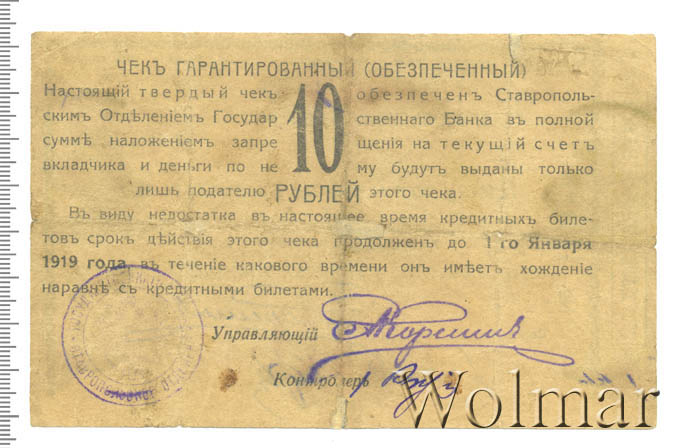 ЧЕКЪ ГАРАНТИРОВАННЫЙ (ОБЕЗПЕЧЕННЫЙ)
Настоящій твердый чекъ обезпеченъ Ставрополь-
скимъ Отдѣленіемъ Государ 10 ственнаго Банка въ полной
суммѣ наложеніемъ запре щенія на текущій счетъ
вкладчика и деньги по не му будутъ выданы только
лишь подателю РУБЛЕЙ этого чека.
Въ виду недостатка въ настоящее время кредитныхъ биле-
товъ срокъ дѣйствія этого чека продолженъ до 1-го Января
1919 года, въ теченіе какового времени онъ имѣетъ хожденіе
наравнѣ съ кредитными билетами.
Управляющій
Контролеръ
Wolmar